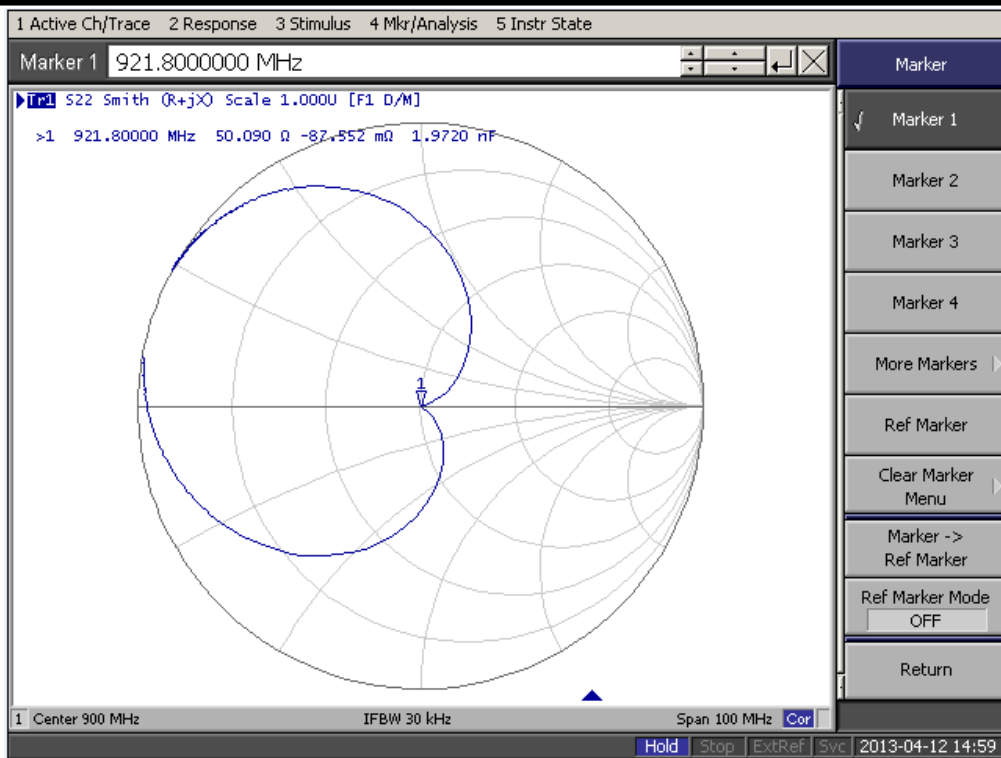 1 Active Ch/Trace 2 Response 3 Stimulus 4 Mkr/Analysis 5 Instr State
Marker 1 921.8000000 MHz
Tr1 S22 Smith (R+jX) Scale 1.000U [F1 D/M]
>1 921.80000 MHz 50.090 Ω -87.552 mΩ 1.9720 nF
1
Marker
√ Marker 1
Marker 2
Marker 3
Marker 4
More Markers
Ref Marker
Clear Marker
Menu
Marker ->
Ref Marker
Ref Marker Mode
OFF
Return
1 Center 900 MHz IFBW 30 kHz Span 100 MHz Cor
Hold Stop ExtRef Svc 2013-04-12 14:59